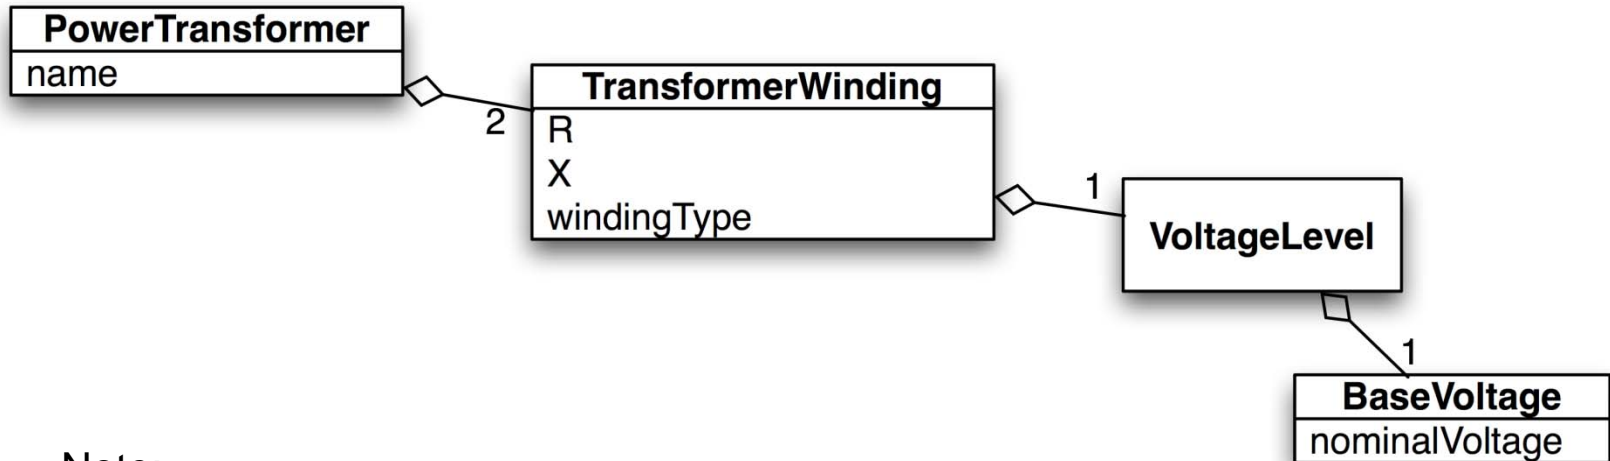 PowerTransformer
name
2
TransformerWinding
R
X
windingType
1
VoltageLevel
1
BaseVoltage
nominalVoltage